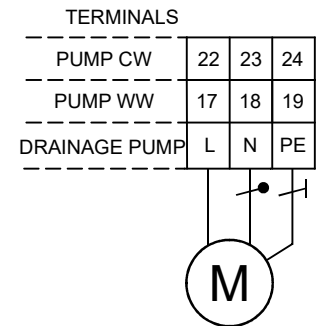 TERMINALS
PUMP CW 22 23 24
PUMP WW 17 18 19
DRAINAGE PUMP L N PE
M